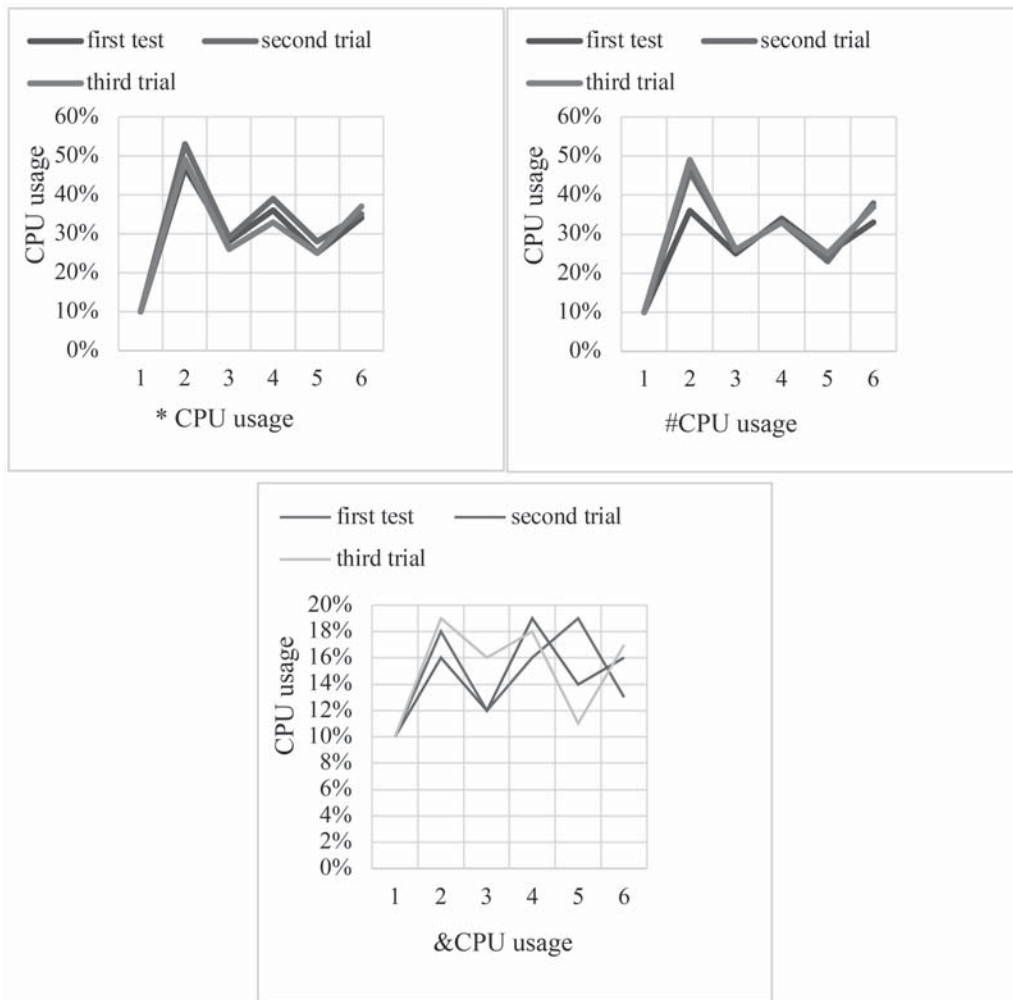 first test second trial
third trial
60%
50%
40%
30%
20%
10%
0%
CPU usage
1 2 3 4 5 6
* CPU usage
first test second trial
third trial
60%
50%
40%
30%
20%
10%
0%
CPU usage
1 2 3 4 5 6
#CPU usage
first test second trial
third trial
20%
18%
16%
14%
12%
10%
8%
6%
4%
2%
0%
CPU usage
1 2 3 4 5 6
&CPU usage